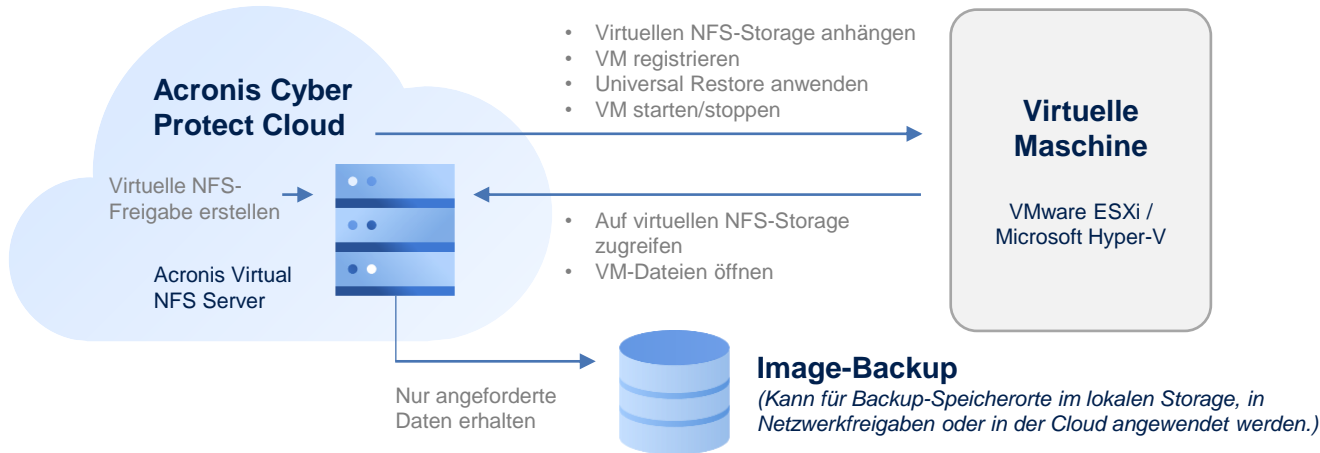 • Virtuellen NFS-Storage anhängen
• VM registrieren
• Universal Restore anwenden
• VM starten/stoppen
Acronis Cyber
Protect Cloud
Virtuelle NFS-
Freigabe erstellen
Acronis Virtual
NFS Server
• Auf virtuellen NFS-Storage
zugreifen
• VM-Dateien öffnen
Virtuelle
Maschine
VMware ESXi /
Microsoft Hyper-V
Nur angeforderte
Daten erhalten
Image-Backup
(Kann für Backup-Speicherorte im lokalen Storage, in
Netzwerkfreigaben oder in der Cloud angewendet werden.)